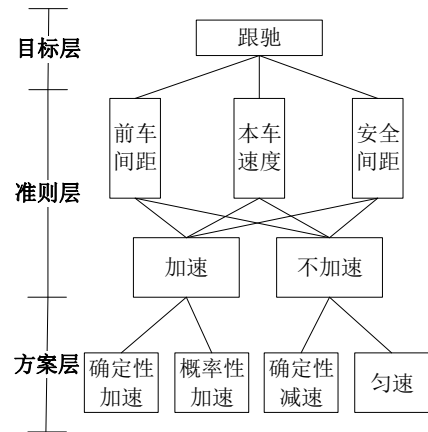 目标层
跟驰
前车
间距
本车
速度
安全
间距
准则层
加速
不加速
方案层
确定性
加速
概率性
加速
确定性
减速
匀速